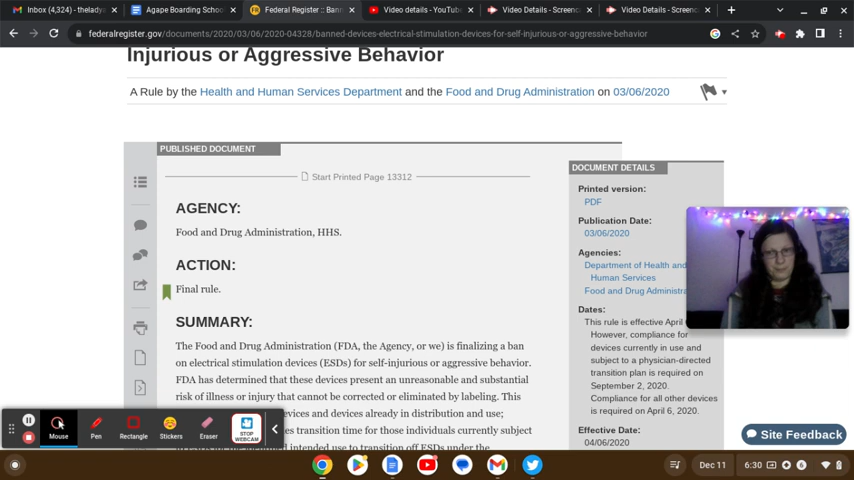 Inbox (4,324) - thelady
Agape Boarding Schoo
Federal Register :: Bann
Video details - YouTube
Video Details - Screenc
Video Details - Screenc
federalregister.gov/documents/2020/03/06/2020-04328/banned-devices-electrical-stimulation-devices-for-self-injurious-or-aggressive-behavior
Injurious or Aggressive Behavior
A Rule by the Health and Human Services Department and the Food and Drug Administration on 03/06/2020
PUBLISHED DOCUMENT
Start Printed Page 13312
AGENCY:
Food and Drug Administration, HHS.
ACTION:
Final rule.
SUMMARY:
The Food and Drug Administration (FDA, the Agency, or we) is finalizing a ban
on electrical stimulation devices (ESDs) for self-injurious or aggressive behavior.
FDA has determined that these devices present an unreasonable and substantial
risk of illness or injury that cannot be corrected or eliminated by labeling. This
devices and devices already in distribution and use;
es transition time for those individuals currently subject
intended use to transition off ESDs under the
DOCUMENT DETAILS
Printed version:
PDF
Publication Date:
03/06/2020
Agencies:
Department of Health and
Human Services
Food and Drug Administra
Dates:
This rule is effective April
However, compliance for
devices currently in use and
subject to a physician-directed
transition plan is required on
September 2, 2020.
Compliance for all other devices
is required on April 6, 2020.
Effective Date:
04/06/2020
Site Feedback
Mouse
Pen
Rectangle
Stickers
Eraser
STOP
WEBCAM
Dec 11
6:30
6